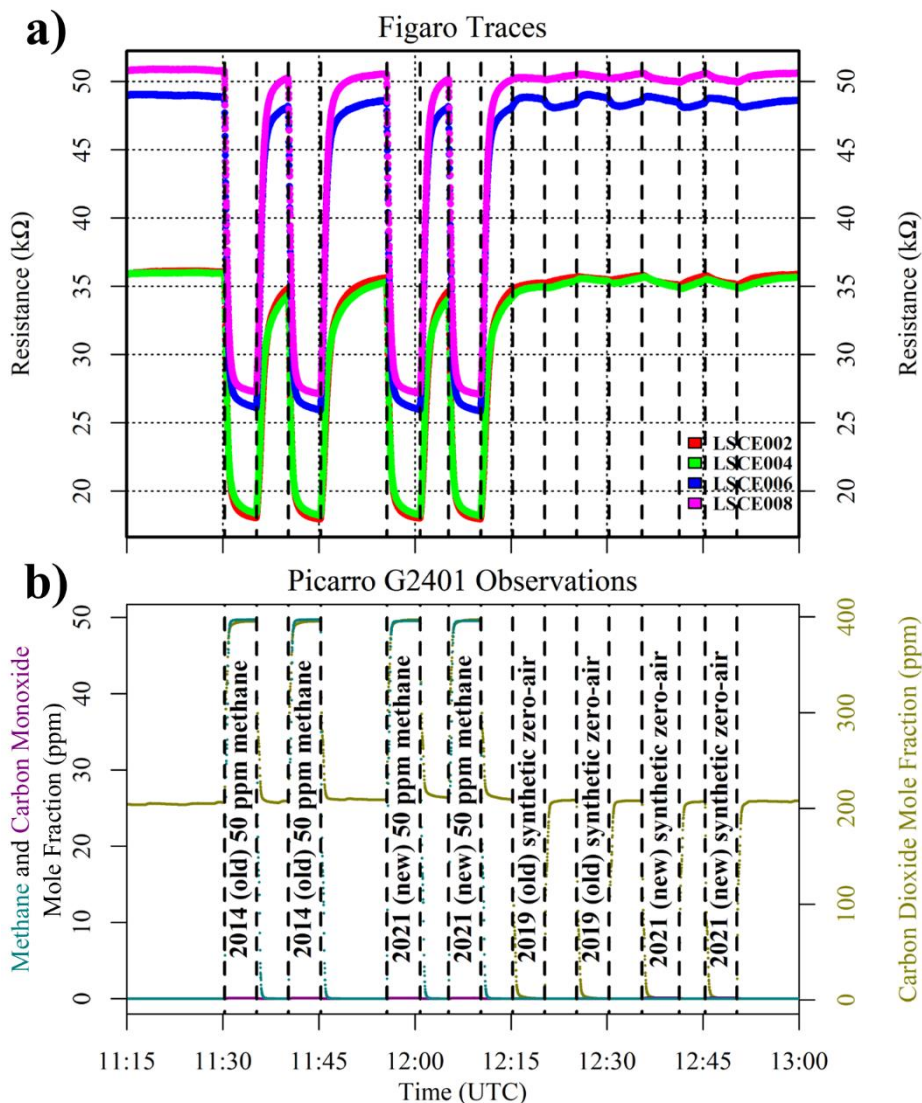 a)
Figaro Traces
Resistance (kΩ)
50
45
40
35
30
25
20
50
45
40
35
30
25
20
Resistance (kΩ)
LSCE002
LSCE004
LSCE006
LSCE008
b)
Picarro G2401 Observations
Methane and Carbon Monoxide
Mole Fraction (ppm)
50
40
30
20
10
0
2014 (old) 50 ppm methane
2014 (old) 50 ppm methane
2021 (new) 50 ppm methane
2021 (new) 50 ppm methane
2019 (old) synthetic zero-air
2019 (old) synthetic zero-air
2021 (new) synthetic zero-air
2021 (new) synthetic zero-air
400
300
200
100
0
Carbon Dioxide Mole Fraction (ppm)
11:15 11:30 11:45 12:00 12:15 12:30 12:45 13:00
Time (UTC)